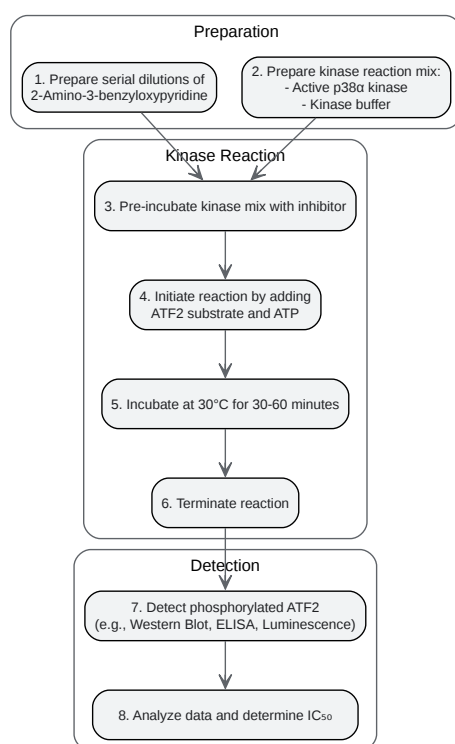 Preparation
1. Prepare serial dilutions of
2-Amino-3-benzyloxypyridine
2. Prepare kinase reaction mix:
- Active p38α kinase
- Kinase buffer
Kinase Reaction
3. Pre-incubate kinase mix with inhibitor
4. Initiate reaction by adding
ATF2 substrate and ATP
5. Incubate at 30°C for 30-60 minutes
6. Terminate reaction
Detection
7. Detect phosphorylated ATF2
(e.g., Western Blot, ELISA, Luminescence)
8. Analyze data and determine IC₅₀